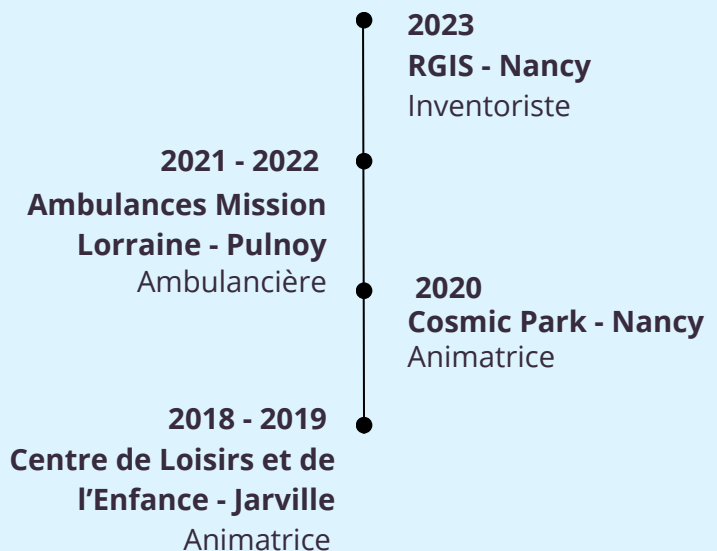 2023
RGIS - Nancy
Inventoriste
2021 - 2022
Ambulances Mission
Lorraine - Pulnoy
Ambulancière
2020
Cosmic Park - Nancy
Animatrice
2018 - 2019
Centre de Loisirs et de
l’Enfance - Jarville
Animatrice